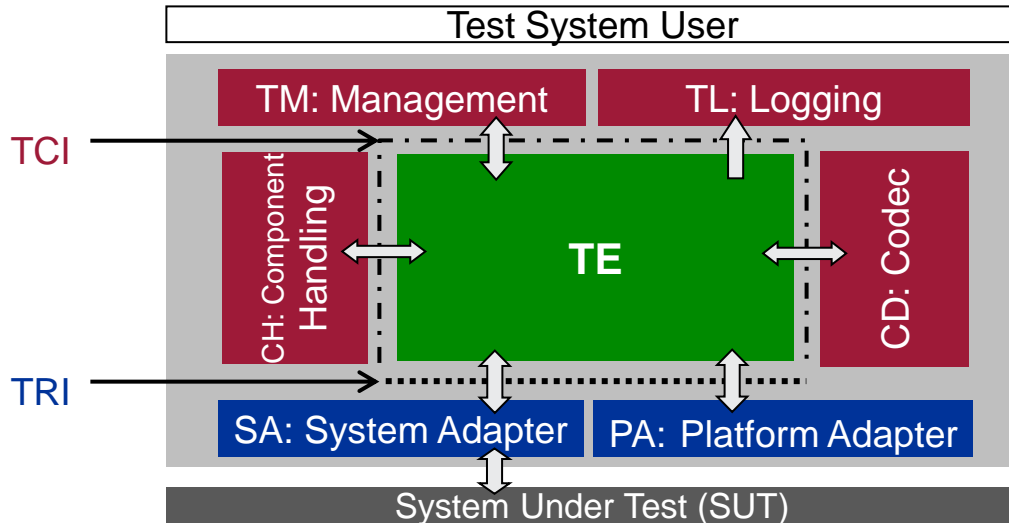 Test System User
TM: Management
TL: Logging
TCI
CH: Component
Handling
TE
CD: Codec
TRI
SA: System Adapter
PA: Platform Adapter
System Under Test (SUT)